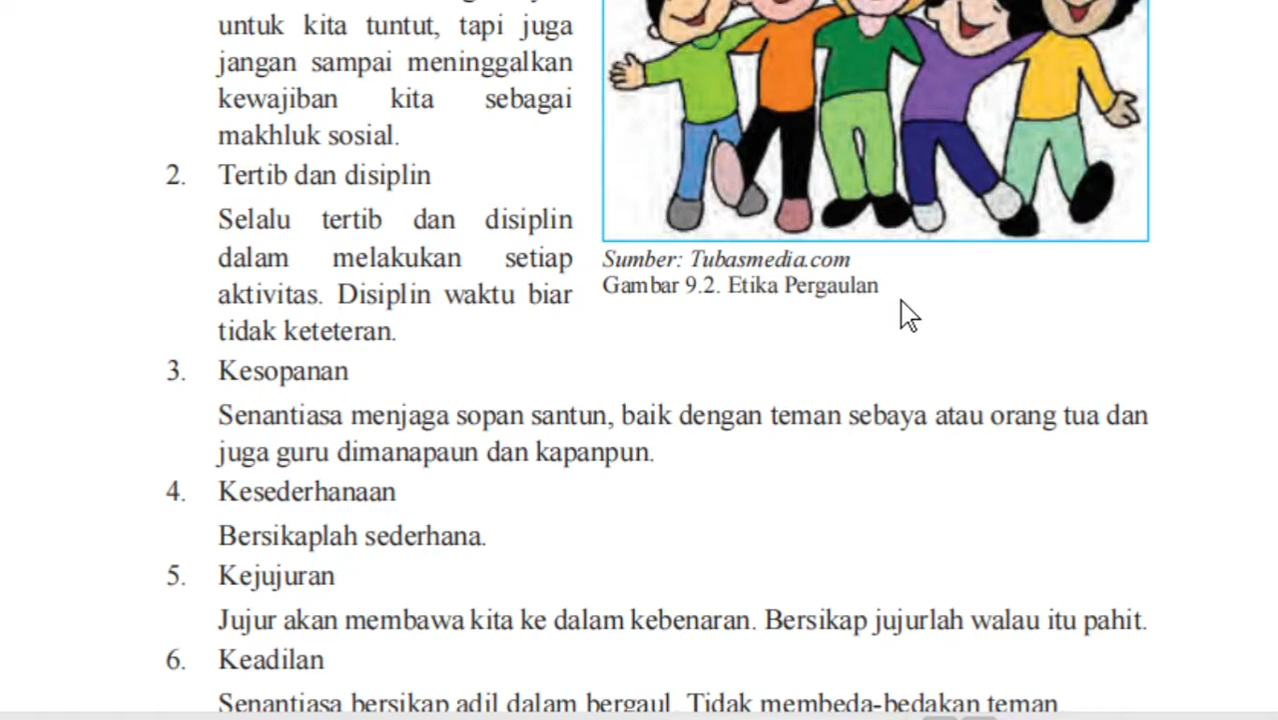 untuk kita tuntut, tapi juga
jangan sampai meninggalkan
kewajiban kita sebagai
makhluk sosial.
2. Tertib dan disiplin
Selalu tertib dan disiplin
dalam melakukan setiap
aktivitas. Disiplin waktu biar
tidak keteteran.
Sumber: Tubasmedia.com
Gambar 9.2. Etika Pergaulan
3. Kesopanan
Senantiasa menjaga sopan santun, baik dengan teman sebaya atau orang tua dan
juga guru dimanapaun dan kapanpun.
4. Kesederhanaan
Bersikaplah sederhana.
5. Kejujuran
Jujur akan membawa kita ke dalam kebenaran. Bersikap jujurlah walau itu pahit.
6. Keadilan
Senantiasa bersikap adil dalam bergaul. Tidak membeda-bedakan teman